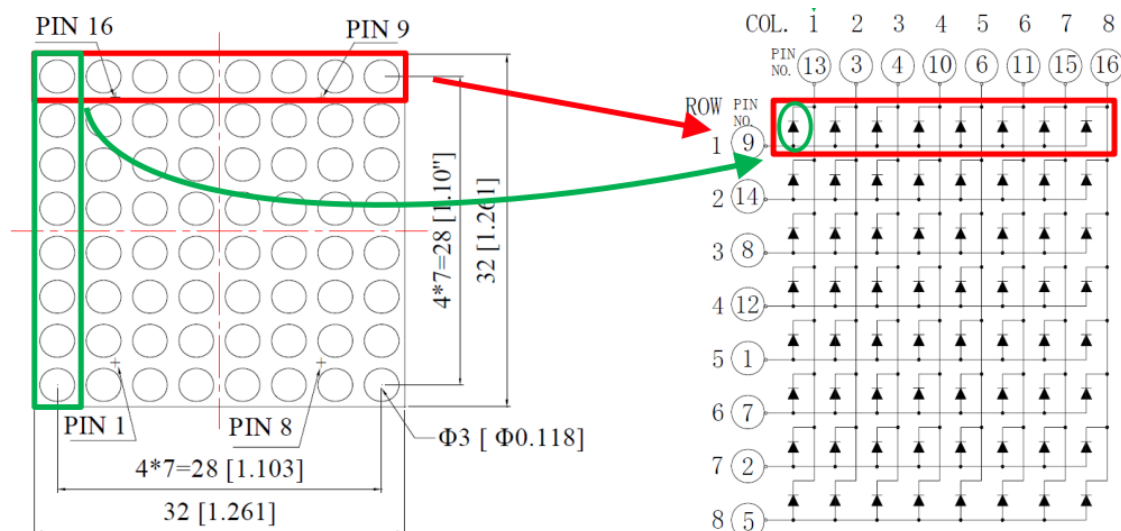 PIN 16
PIN 9
4*7=28 [1.10"]
32 [1.261]
PIN 1
PIN 8
Φ3 [ Φ0.118]
4*7=28 [1.103]
32 [1.261]
COL. 1 2 3 4 5 6 7 8
PIN NO. 13 3 4 10 6 11 15 16
ROW PIN NO.
1 9
2 14
3 8
4 12
5 1
6 7
7 2
8 5